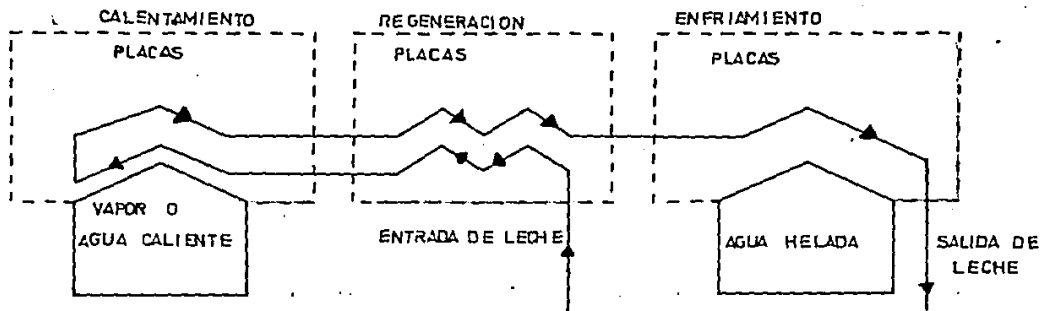 CALENTAMIENTO
REGENERACION
ENFRIAMIENTO
PLACAS
PLACAS
PLACAS
VAPOR O
AGUA CALIENTE
ENTRADA DE LECHE
AGUA HELADA
SALIDA DE
LECHE